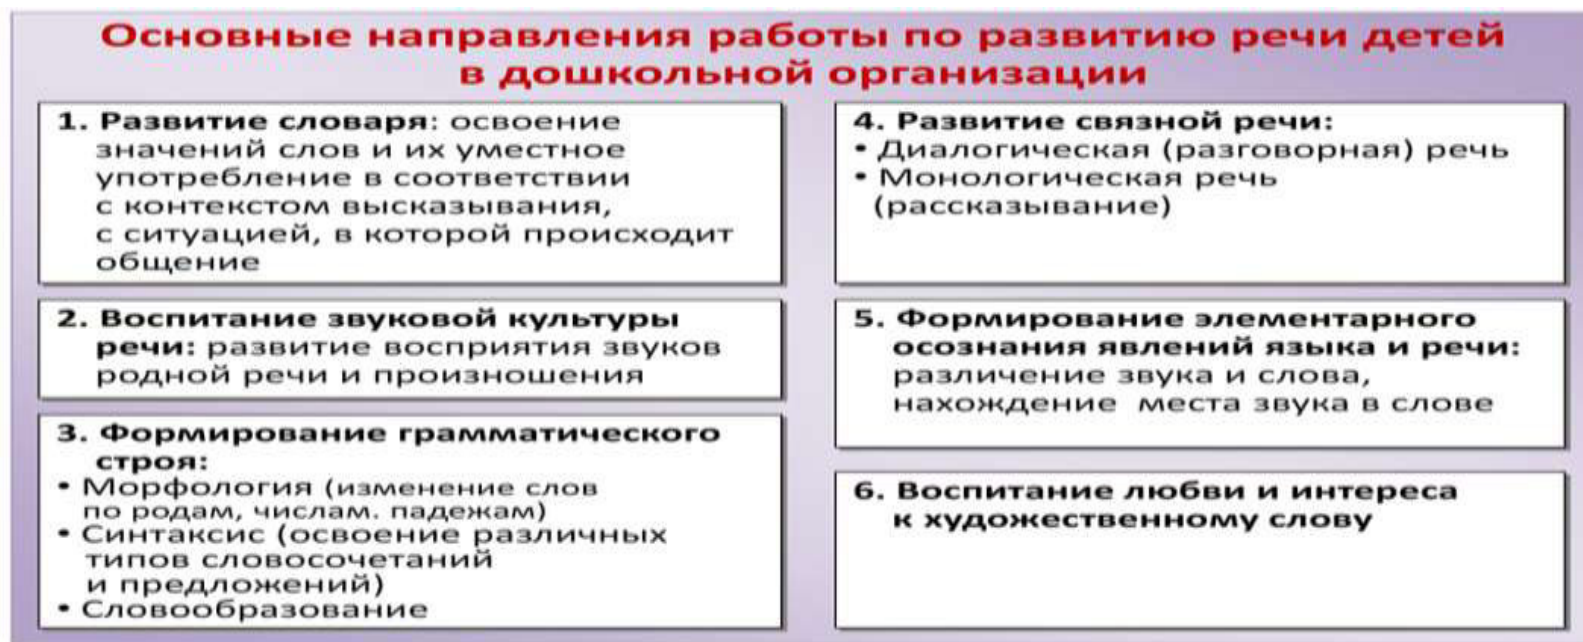 Основные направления работы по развитию речи детей
в дошкольной организации
1. Развитие словаря: освоение
значений слов и их уместное
употребление в соответствии
с контекстом высказывания,
с ситуацией, в которой происходит
общение
2. Воспитание звуковой культуры
речи: развитие восприятия звуков
родной речи и произношения
3. Формирование грамматического
строя:
• Морфология (изменение слов
по родам, числам. падежам)
• Синтаксис (освоение различных
типов словосочетаний
и предложений)
• Словообразование
4. Развитие связной речи:
• Диалогическая (разговорная) речь
• Монологическая речь
(рассказывание)
5. Формирование элементарного
осознания явлений языка и речи:
различение звука и слова,
нахождение места звука в слове
6. Воспитание любви и интереса
к художественному слову